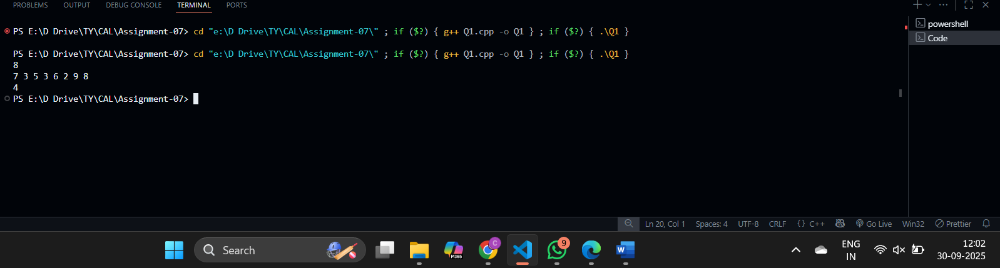 PROBLEMS OUTPUT DEBUG CONSOLE TERMINAL PORTS
PS E:\D Drive\TY\CAL\Assignment-07> cd "e:\D Drive\TY\CAL\Assignment-07\" ; if ($?) { g++ Q1.cpp -o Q1 } ; if ($?) { .\Q1 }
PS E:\D Drive\TY\CAL\Assignment-07> cd "e:\D Drive\TY\CAL\Assignment-07\" ; if ($?) { g++ Q1.cpp -o Q1 } ; if ($?) { .\Q1 }
8
7 3 5 3 6 2 9 8
4
PS E:\D Drive\TY\CAL\Assignment-07>
powershell
Code
Ln 20, Col 1 Spaces: 4 UTF-8 CRLF {} C++ Go Live Win32 Prettier
Search
M365
C
9
W
ENG
IN
12:02
30-09-2025